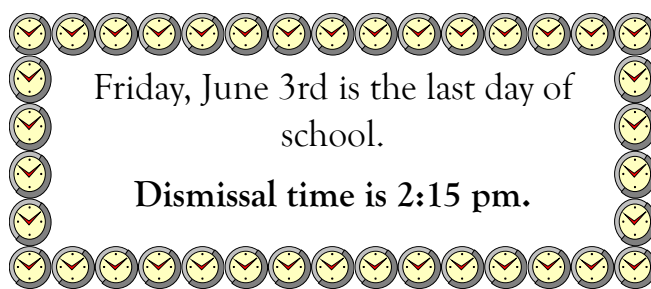 Friday, June 3rd is the last day of
school.
Dismissal time is 2:15 pm.